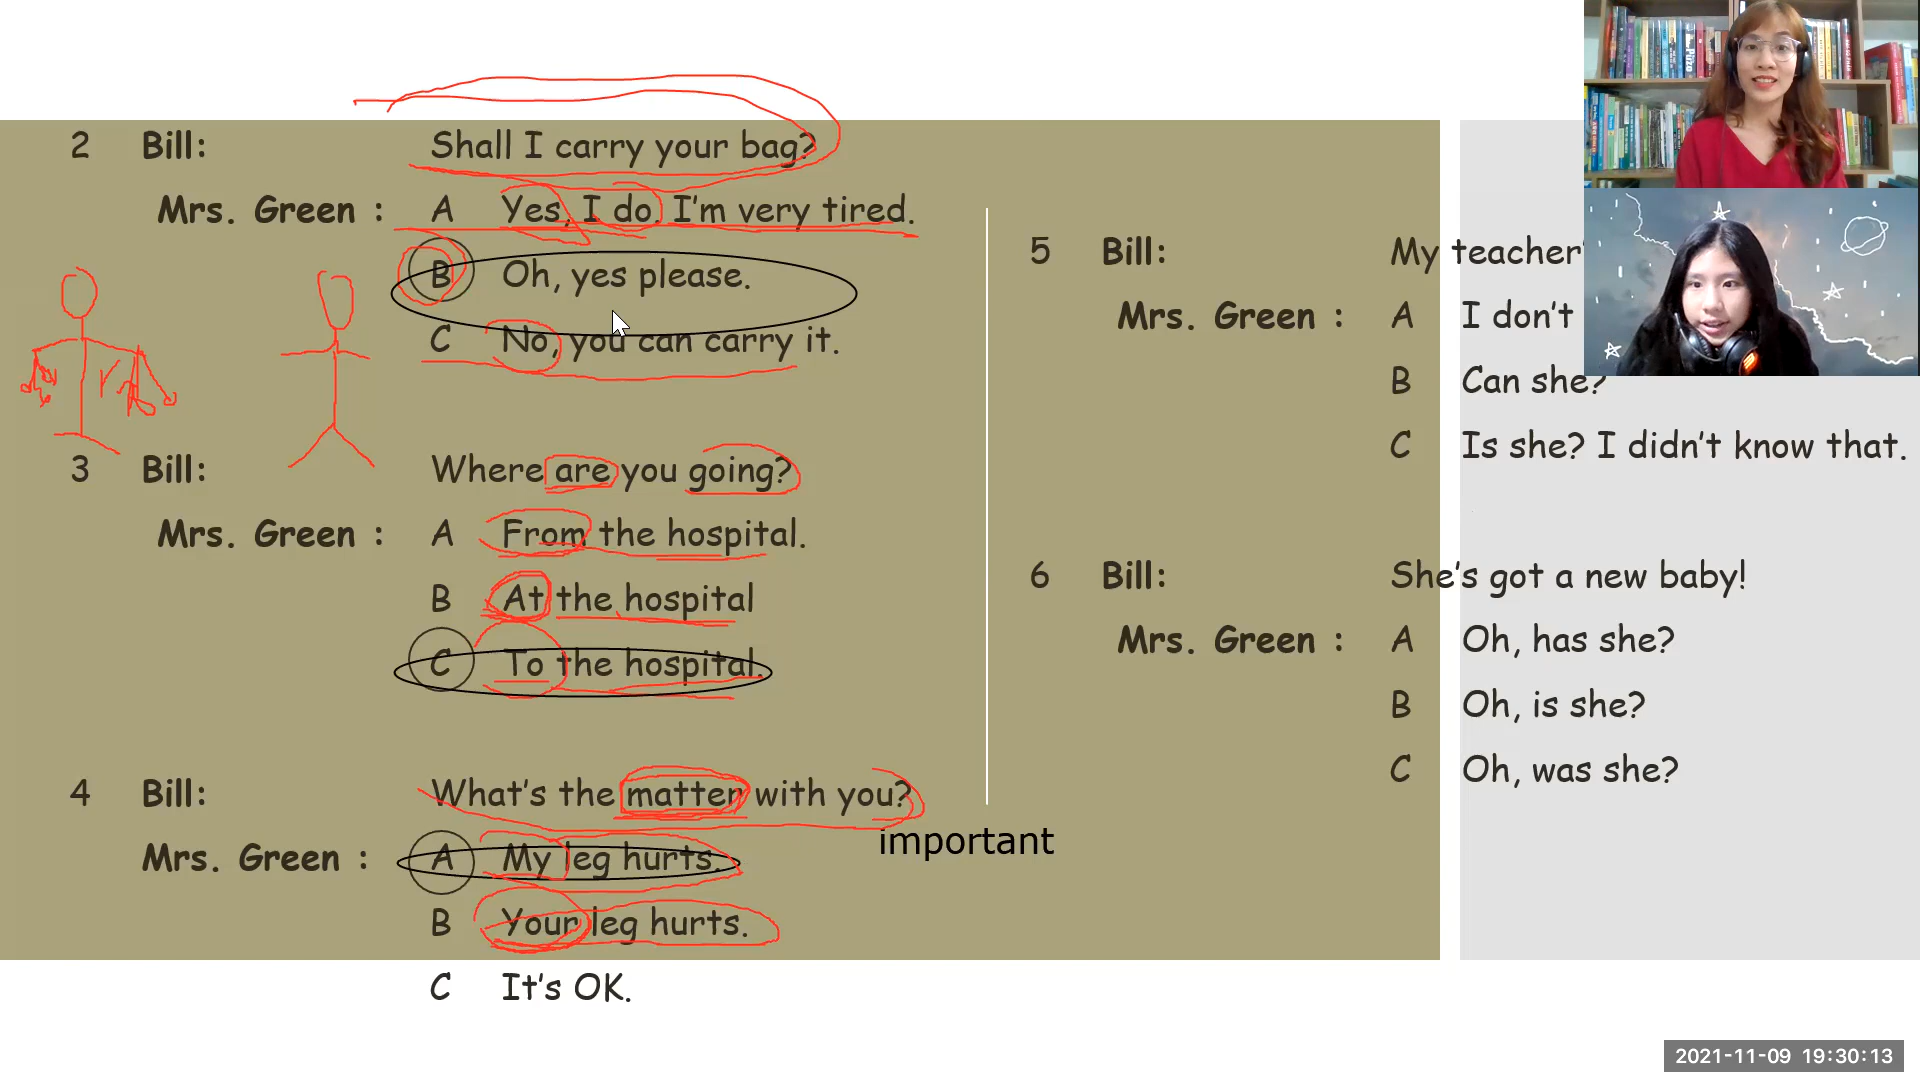 2 Bill: Shall I carry your bag?
Mrs. Green : A Yes, I do. I'm very tired.
B Oh, yes please.
C No, you can carry it.
3 Bill: Where are you going?
Mrs. Green : A From the hospital.
B At the hospital
C To the hospital.
4 Bill: What's the matter with you?
important
Mrs. Green : A My leg hurts.
B Your leg hurts.
C It's OK.
5 Bill: My teacher'
Mrs. Green : A I don't
B Can she?
C Is she? I didn't know that.
6 Bill: She's got a new baby!
Mrs. Green : A Oh, has she?
B Oh, is she?
C Oh, was she?
2021-11-09 19:30:13